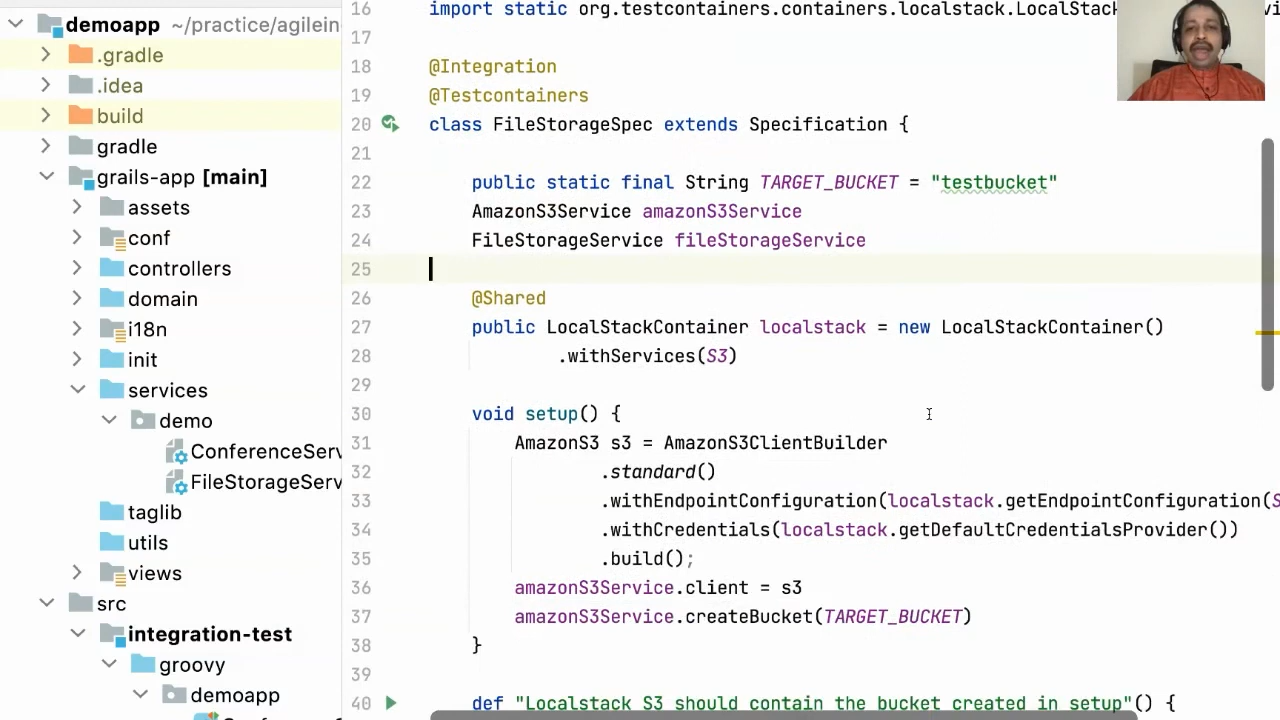 demoapp ~/practice/agilein
.gradle
.idea
build
gradle
grails-app [main]
assets
conf
controllers
domain
i18n
init
services
demo
ConferenceServ
FileStorageServ
taglib
utils
views
src
integration-test
groovy
demoapp
16 import static org.testcontainers.containers.localstack.LocalStack
17
18 @Integration
19 @Testcontainers
20 class FileStorageSpec extends Specification {
21
22 public static final String TARGET_BUCKET = "testbucket"
23 AmazonS3Service amazonS3Service
24 FileStorageService fileStorageService
25
26 @Shared
27 public LocalStackContainer localstack = new LocalStackContainer()
28 .withServices(S3)
29
30 void setup() {
31 AmazonS3 s3 = AmazonS3ClientBuilder
32 .standard()
33 .withEndpointConfiguration(localstack.getEndpointConfiguration(S
34 .withCredentials(localstack.getDefaultCredentialsProvider())
35 .build();
36 amazonS3Service.client = s3
37 amazonS3Service.createBucket(TARGET_BUCKET)
38 }
39
40 def "Localstack S3 should contain the bucket created in setup"() {